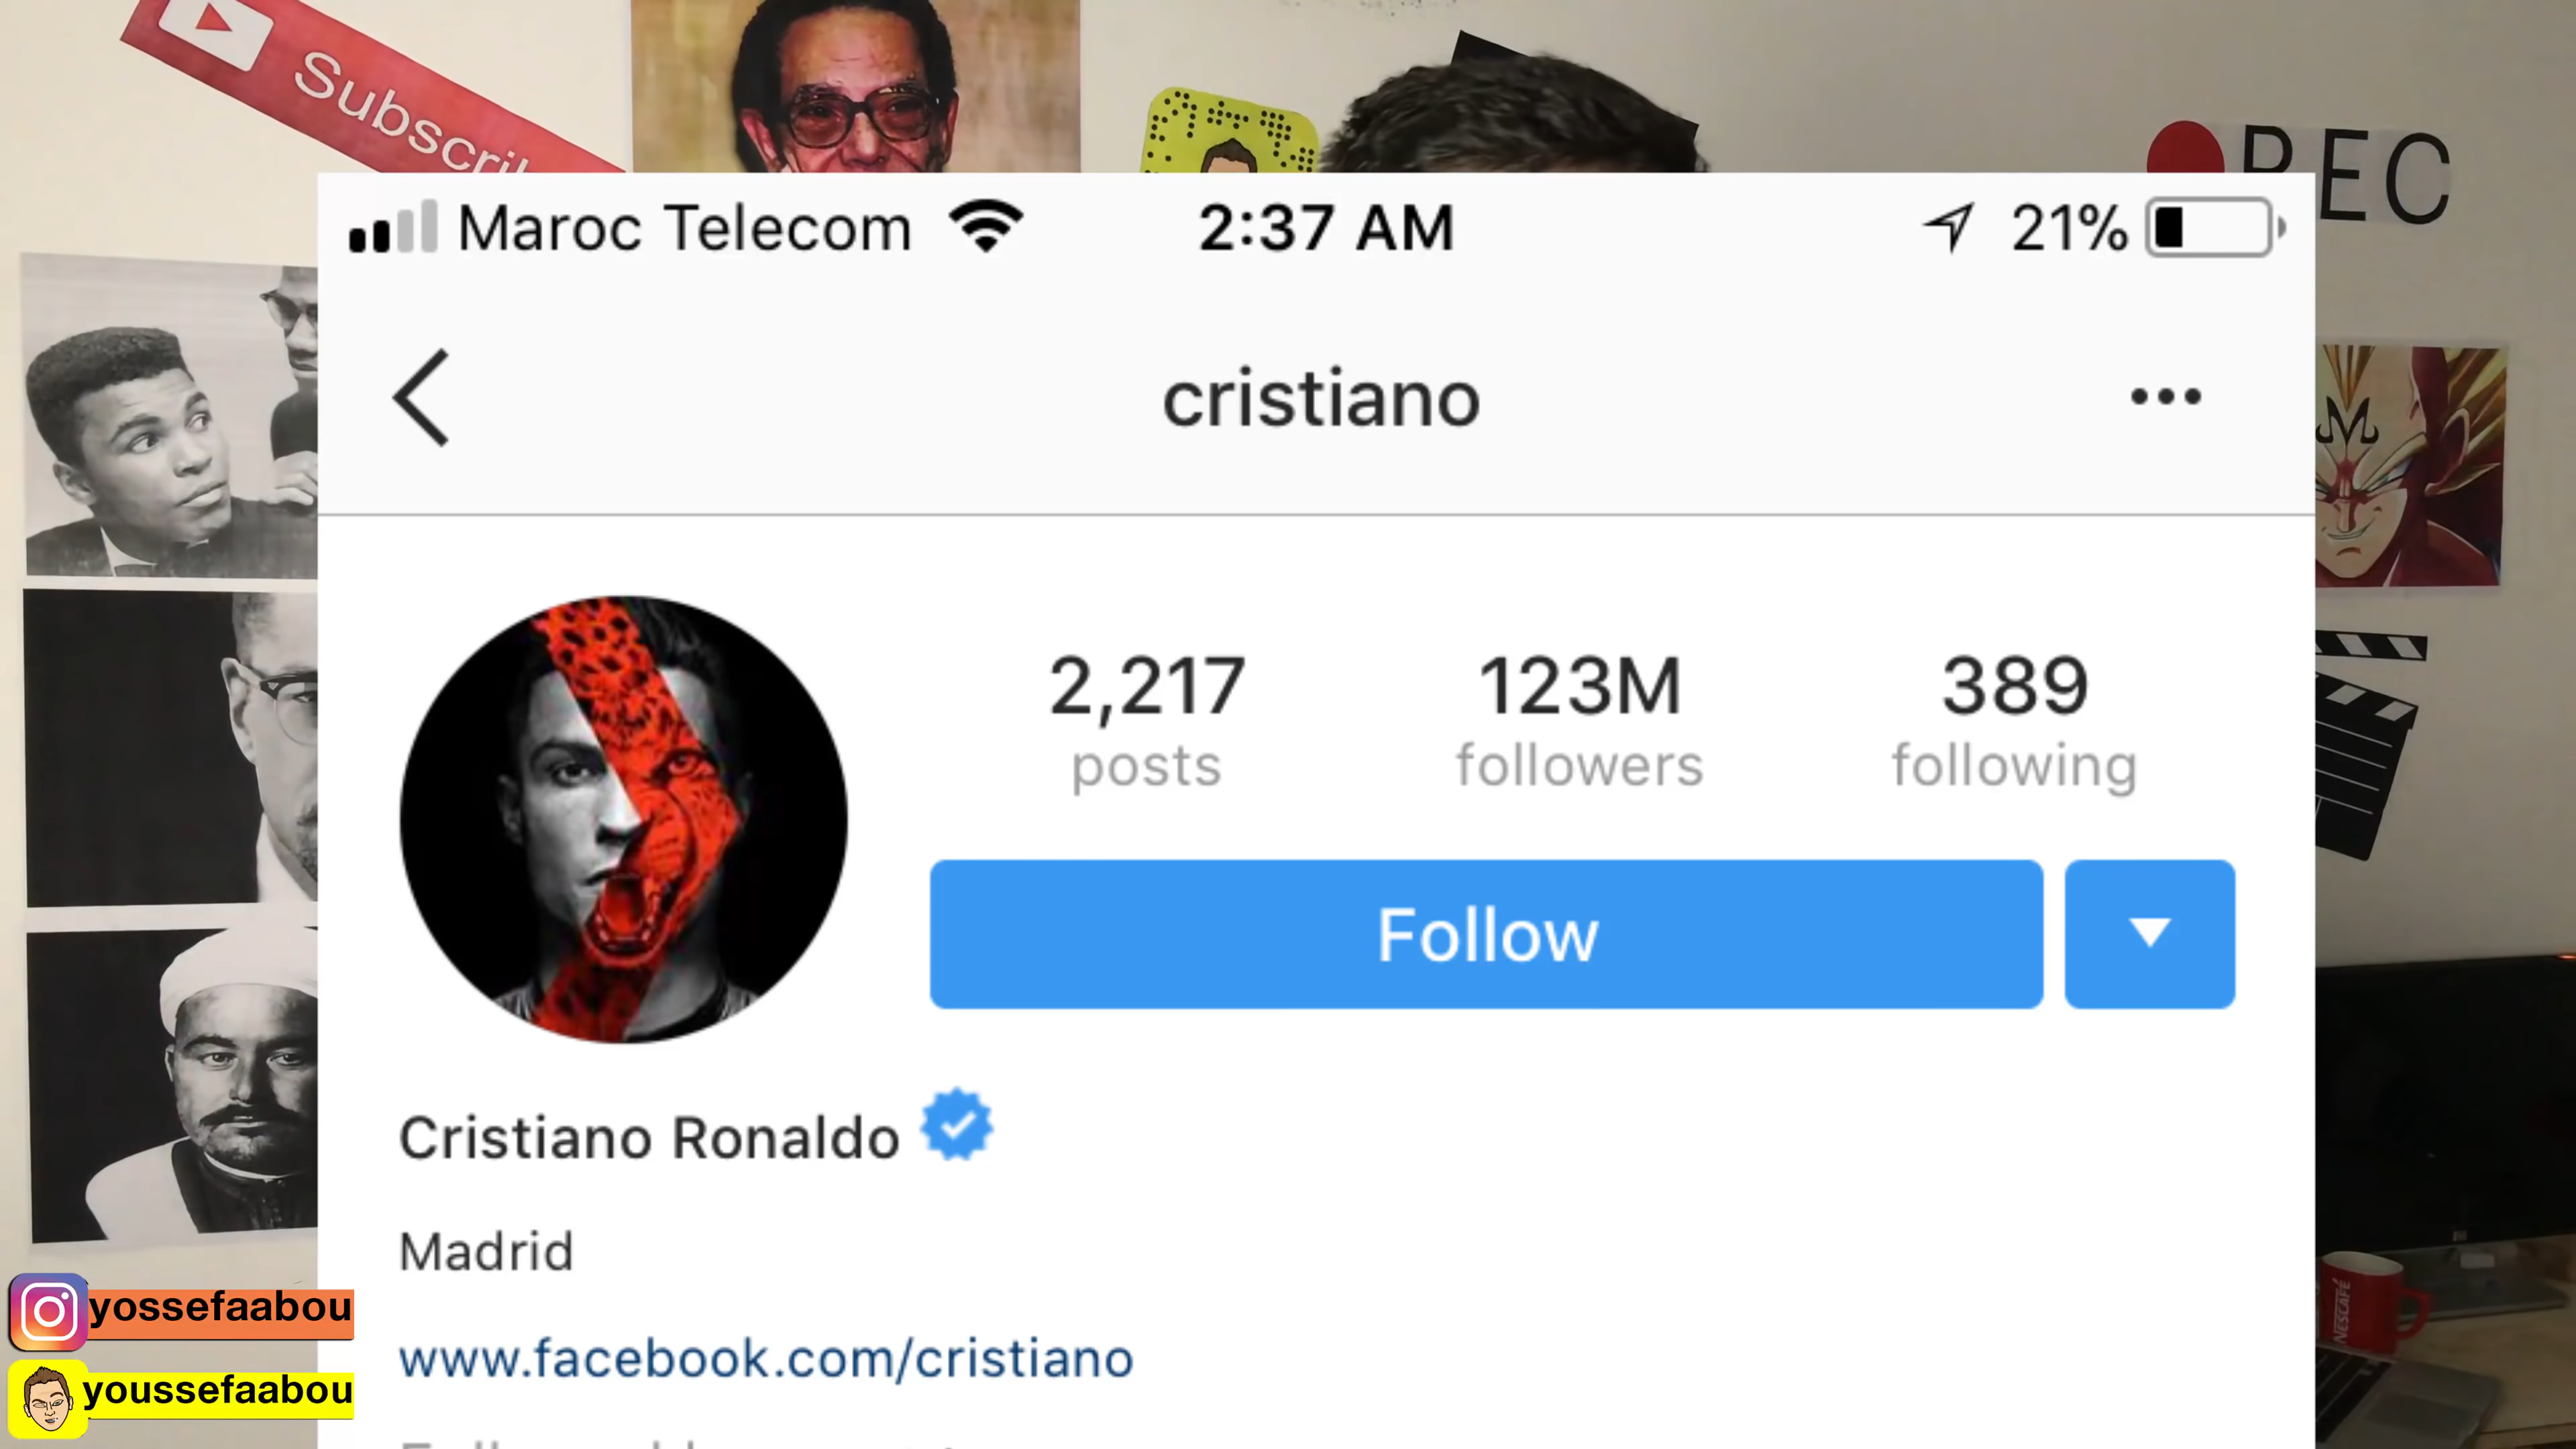 Subscri
REC
Maroc Telecom
2:37 AM
21%
cristiano
2,217
posts
123M
followers
389
following
Follow
Cristiano Ronaldo
Madrid
www.facebook.com/cristiano
yossefaabou
youssefaabou
NESCAFÉ